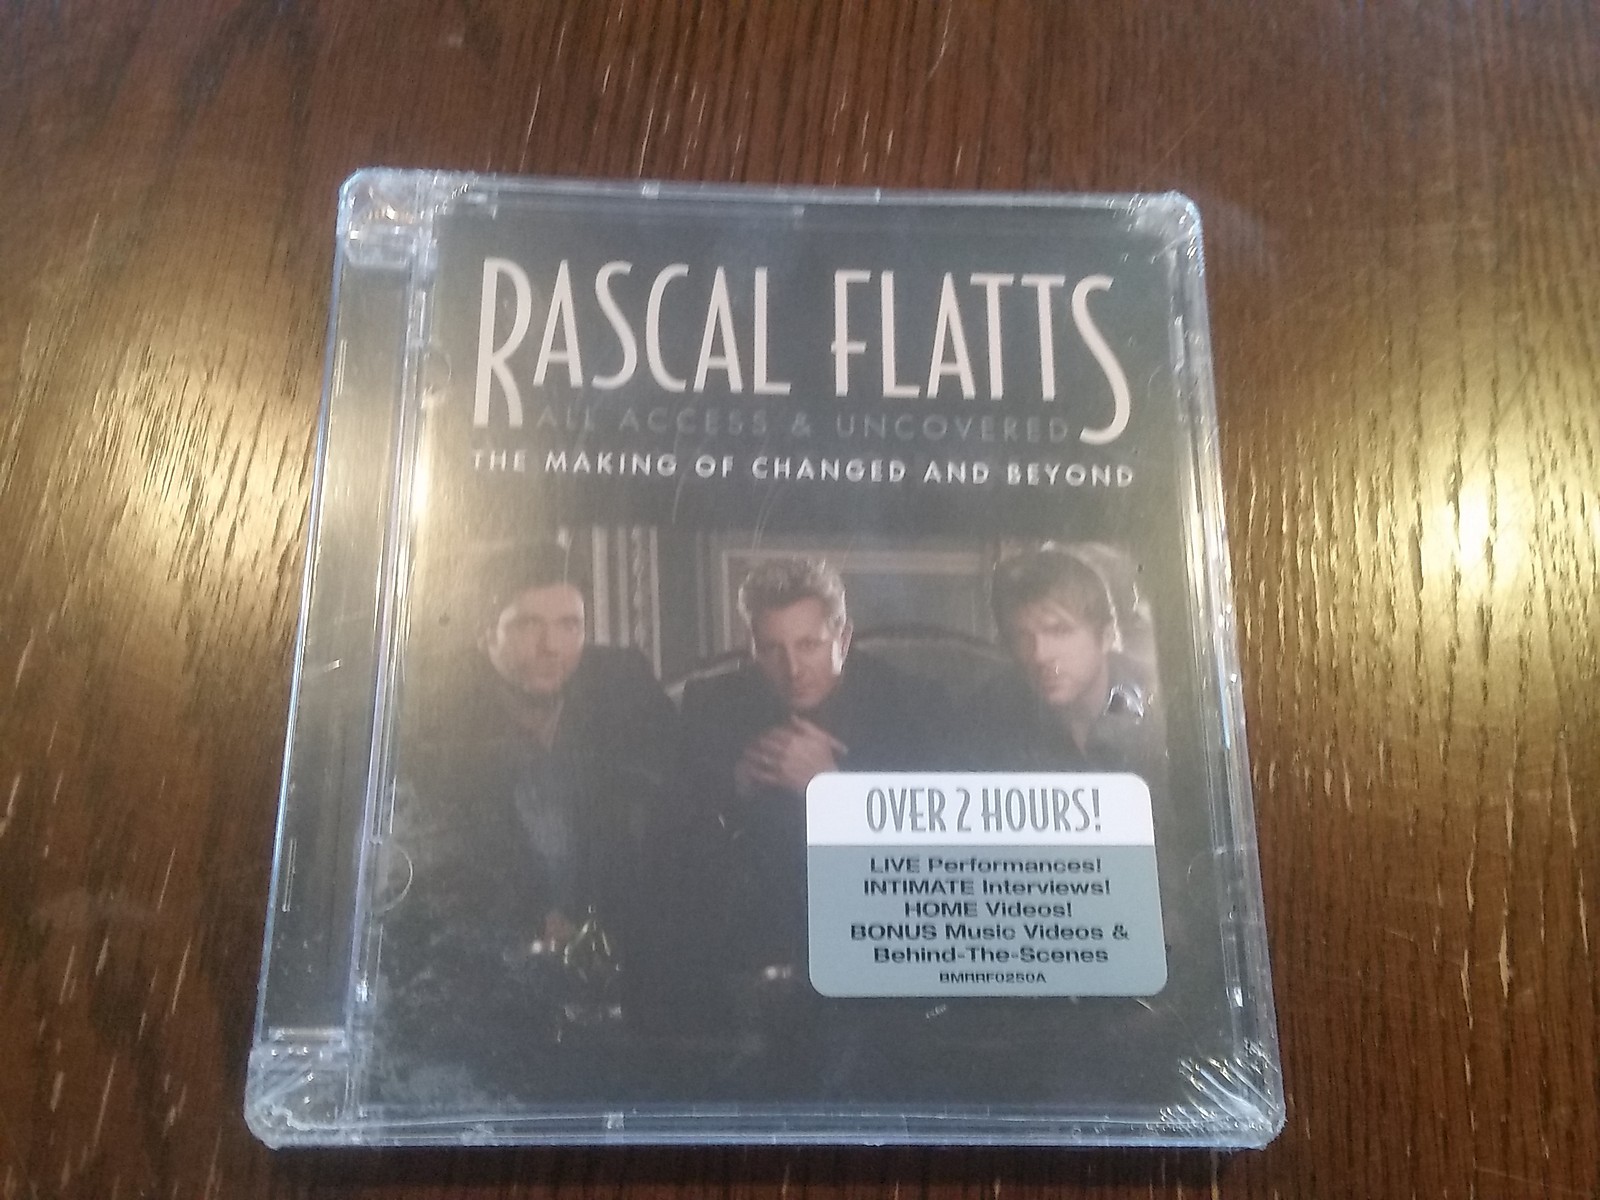 RASCAL FLATTS
ALL ACCESS & UNCOVERED
THE MAKING OF CHANGED AND BEYOND
OVER 2 HOURS!
LIVE Performances!
INTIMATE Interviews!
HOME Videos!
BONUS Music Videos &
Behind-The-Scenes
BMRRF0250A